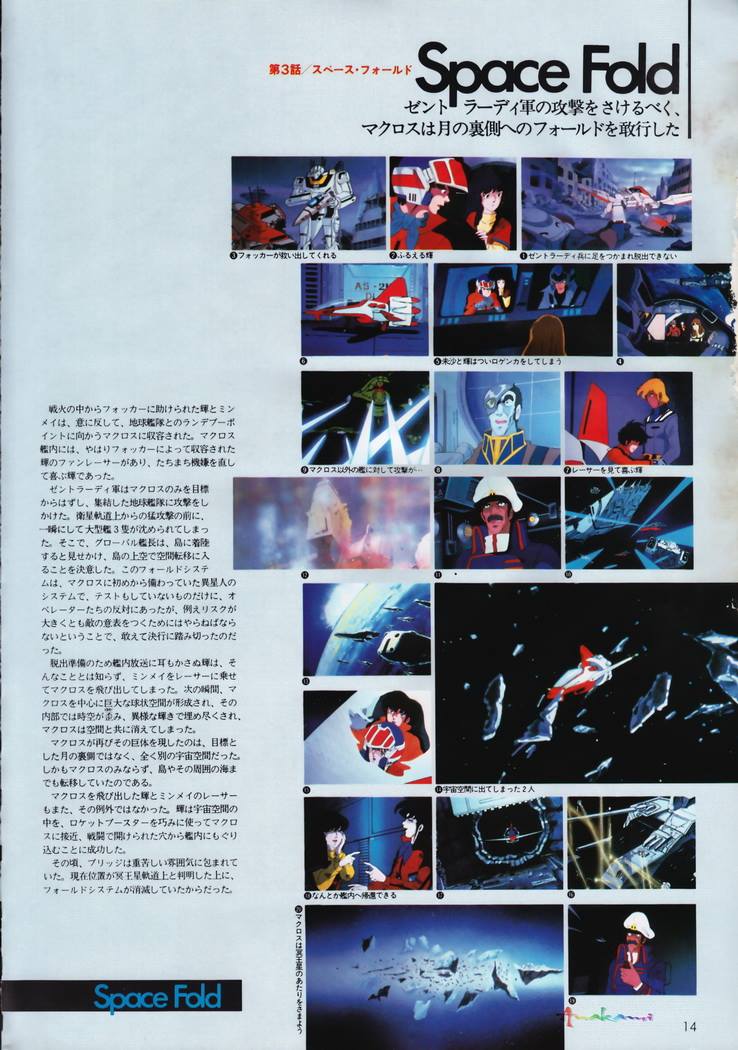 第3話／スペース・フォールド
Space Fold
ゼントラーディ軍の攻撃をさけるべく、
マクロスは月の裏側へのフォールドを敢行した
❸フォッカーが救い出してくれる
❷ふるえる輝
❶ゼントラーディ兵に足をつかまれ脱出できない
❻
❺未沙と輝はついロゲンカをしてしまう
❹
❾マクロス以外の艦に対して攻撃が…
❽
❼レーサーを見て喜ぶ輝
⓬
⓫
❿
⓭
⓯
⓮宇宙空間に出てしまった2人
⓲なんとか艦内へ帰還できる
⓱
⓰
⓴マクロスは冥王星のあたりをさまよう
⓳
戦火の中からフォッカーに助けられた輝とミン
メイは、意に反して、地球艦隊とのランデブーポ
イントに向かうマクロスに収容された。マクロス
艦内には、やはりフォッカーによって収容された
輝のファンレーサーがあり、たちまち機嫌を直し
て喜ぶ輝であった。
ゼントラーディ軍はマクロスのみを目標
からはずし、集結した地球艦隊に攻撃をし
かけた。衛星軌道上からの猛攻撃の前に、
一瞬にして大型艦3隻が沈められてしまっ
た。そこで、グローバル艦長は、島に着陸
すると見せかけ、島の上空で空間転移に入
ることを決意した。このフォールドシステ
ムは、マクロスに初めから備わっていた異星人の
システムで、テストもしていないものだけに、オ
ペレーターたちの反対にあったが、例えリスクが
大きくとも敵の意表をつくためにはやらねばなら
ないということで、敢えて決行に踏み切ったのだ
った。
脱出準備のため艦内放送に耳もかさぬ輝は、そ
んなこととは知らず、ミンメイをレーサーに乗せ
てマクロスを飛び出してしまった。次の瞬間、マ
クロスを中心に巨大な球状空間が形成され、その
内部では時空が歪み、異様な輝きで埋め尽くされ、
マクロスは空間と共に消えてしまった。
マクロスが再びその巨体を現したのは、目標と
した月の裏側ではなく、全く別の宇宙空間だった。
しかもマクロスのみならず、島やその周囲の海ま
でも転移していたのである。
マクロスを飛び出した輝とミンメイのレーサー
もまた、その例外ではなかった。輝は宇宙空間の
中を、ロケットブースターを巧みに使ってマクロ
スに接近、戦闘で開けられた穴から艦内にもぐり
込むことに成功した。
その頃、ブリッジは重苦しい雰囲気に包まれて
いた。現在位置が冥王星軌道上と判明した上に、
フォールドシステムが消滅していたからだった。
Space Fold
14